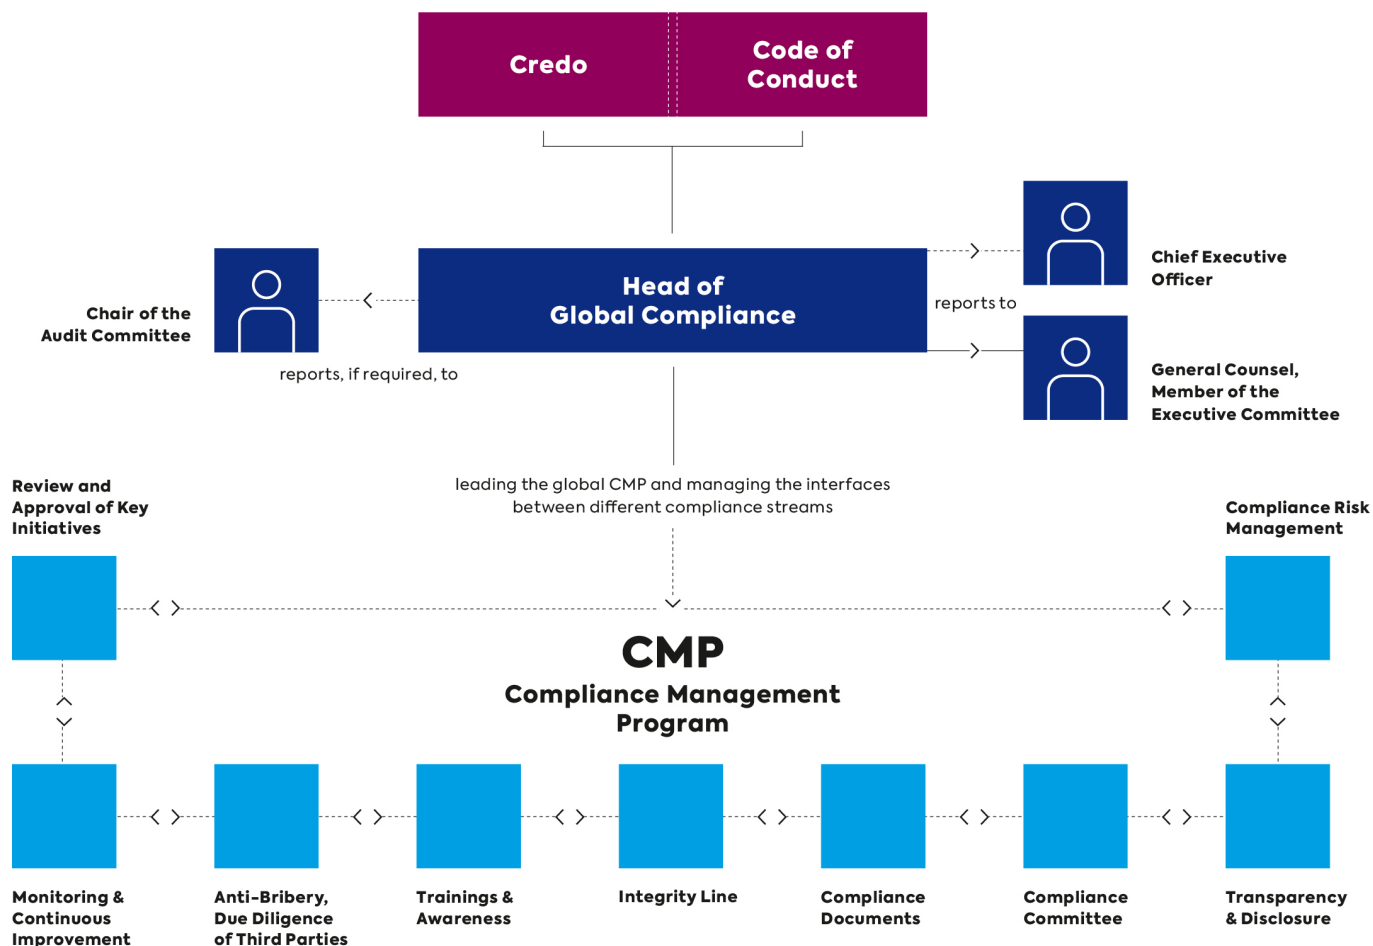 Credo
Code of
Conduct
Chief Executive
Officer
Head of
Global Compliance
reports to
Chair of the
Audit Committee
General Counsel,
Member of the
Executive Committee
reports, if required, to
leading the global CMP and managing the interfaces
between different compliance streams
Review and
Approval of Key
Initiatives
Compliance Risk
Management
CMP
Compliance Management
Program
Monitoring &
Continuous
Improvement
Anti-Bribery,
Due Diligence
of Third Parties
Trainings &
Awareness
Integrity Line
Compliance
Documents
Compliance
Committee
Transparency
& Disclosure